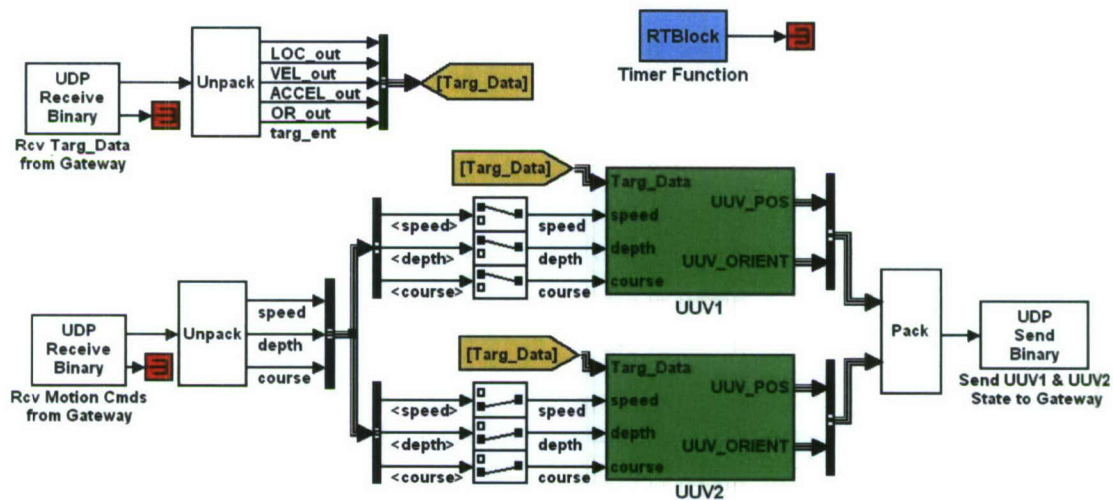 UDP
Receive
Binary
Rcv Targ_Data
from Gateway
Unpack
LOC_out
VEL_out
ACCEL_out
OR_out
targ_ent
[Targ_Data]
RTBlock
Timer Function
UDP
Receive
Binary
Rcv Motion Cmds
from Gateway
Unpack
speed
depth
course
<speed>
<depth>
<course>
speed
depth
course
[Targ_Data]
Targ_Data
speed
depth
course
UUV_POS
UUV_ORIENT
UUV1
<speed>
<depth>
<course>
speed
depth
course
[Targ_Data]
Targ_Data
speed
depth
course
UUV_POS
UUV_ORIENT
UUV2
Pack
UDP
Send
Binary
Send UUV1 & UUV2
State to Gateway